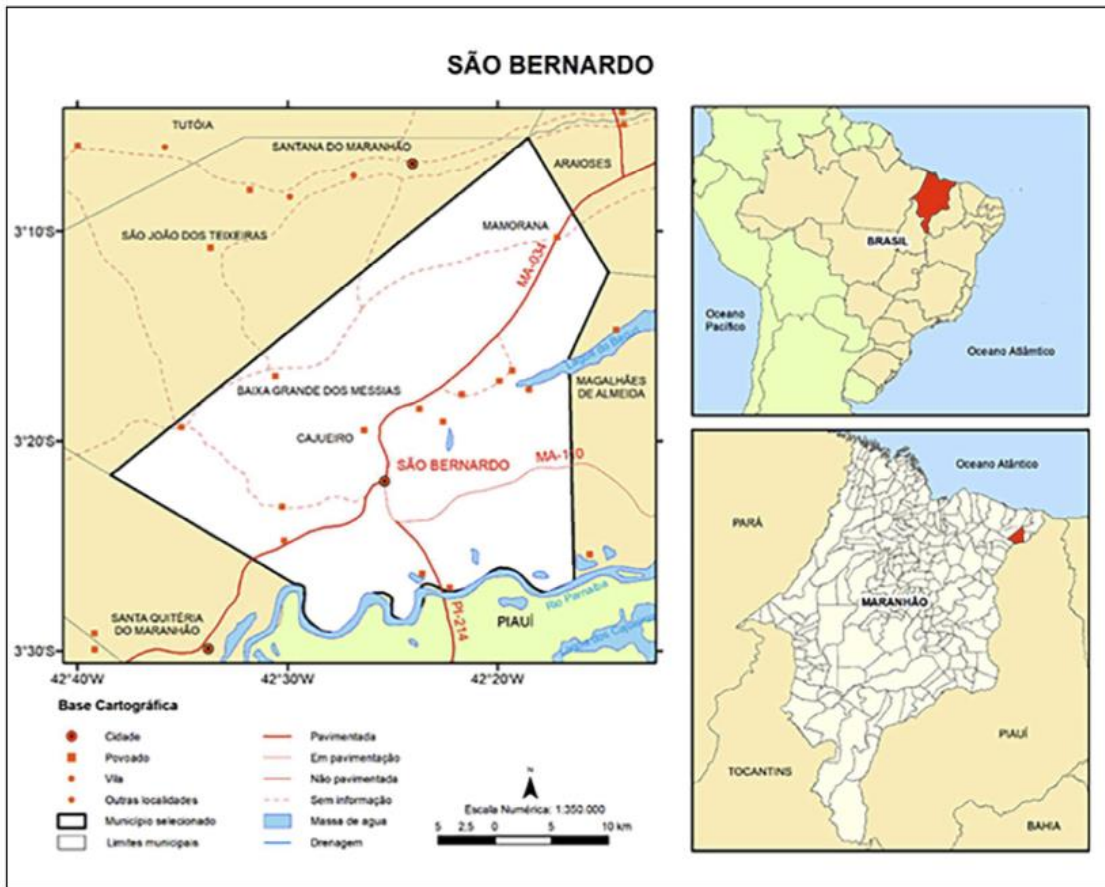 SÃO BERNARDO
TUTÓIA
SANTANA DO MARANHÃO
ARAIOSES
3°10'S
SÃO JOÃO DOS TEIXEIRAS
MAMORANA
MA-034
BAIXA GRANDE DOS MESSIAS
MAGALHÃES
DE ALMEIDA
3°20'S
CAJUEIRO
SÃO BERNARDO
MA-110
SANTA QUITÉRIA
DO MARANHÃO
PI-214
PIAUÍ
Rio Parnaíba
3°30'S
42°40'W
42°30'W
42°20'W
BRASIL
Oceano
Pacífico
Oceano Atlântico
Oceano Atlântico
PARÁ
MARANHÃO
PIAUÍ
TOCANTINS
BAHIA
Base Cartográfica
Cidade
Povoado
Vila
Outras localidades
Município selecionado
Limites municipais
Pavimentada
Em pavimentação
Não pavimentada
Sem informação
Massa de agua
Drenagem
N
Escala Numérica: 1:350.000
5 2,5 0 5 10 km